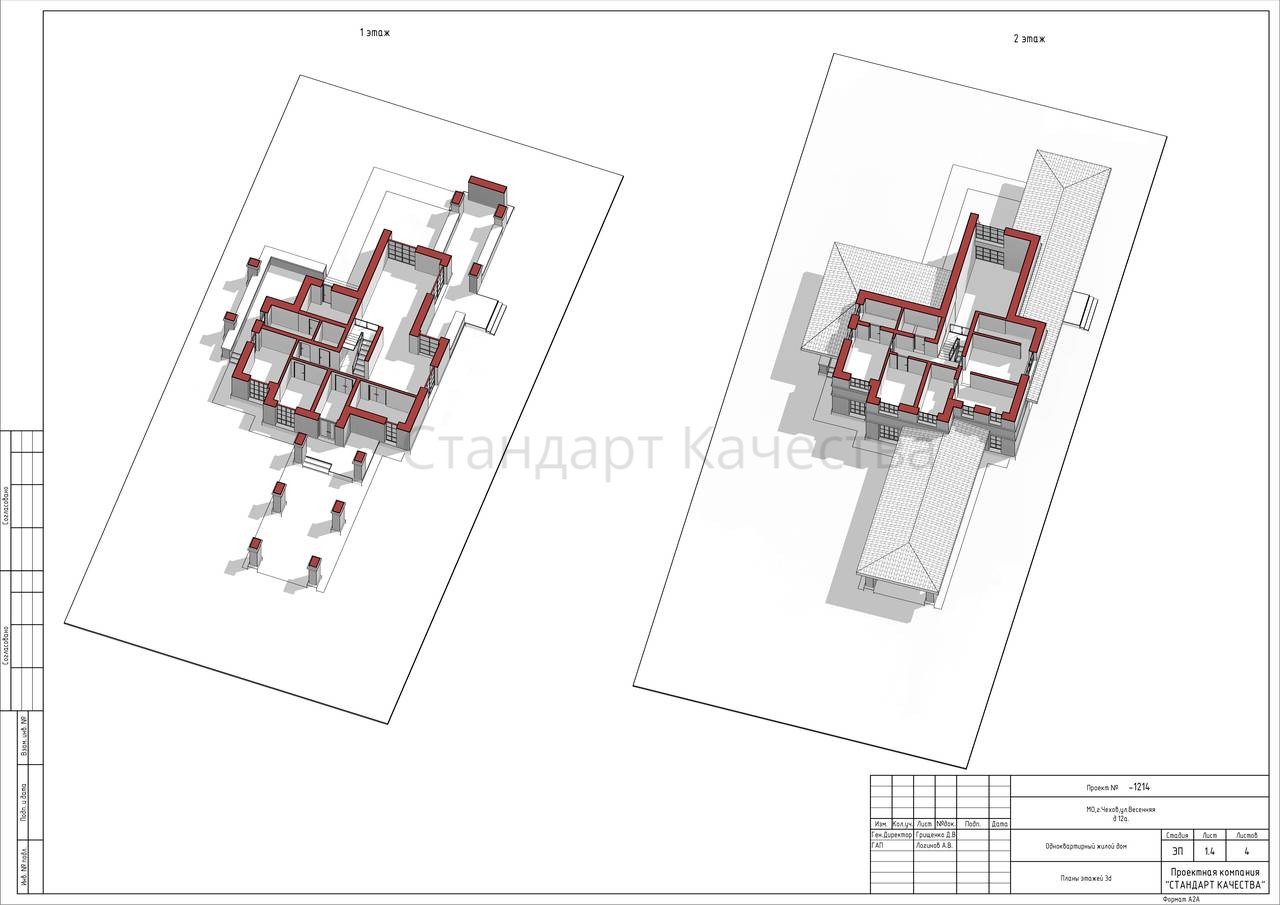 1 этаж
2 этаж
Стандарт Качества
Согласовано
Согласовано
Взам. инв. №
Подп. и дата
Инв. № подл.
Проект № -1214
МО,г.Чехов,ул.Весенняя
д 12а.
Изм. Кол.уч. Лист №док. Подп. Дата
Ген.Директор Грищенко Д.В
ГАП Логинов А.В.
Одноквартирный жилой дом
Стадия Лист Листов
ЭП 1.4 4
Планы этажей 3d
Проектная компания
"СТАНДАРТ КАЧЕСТВА"
Формат А2А